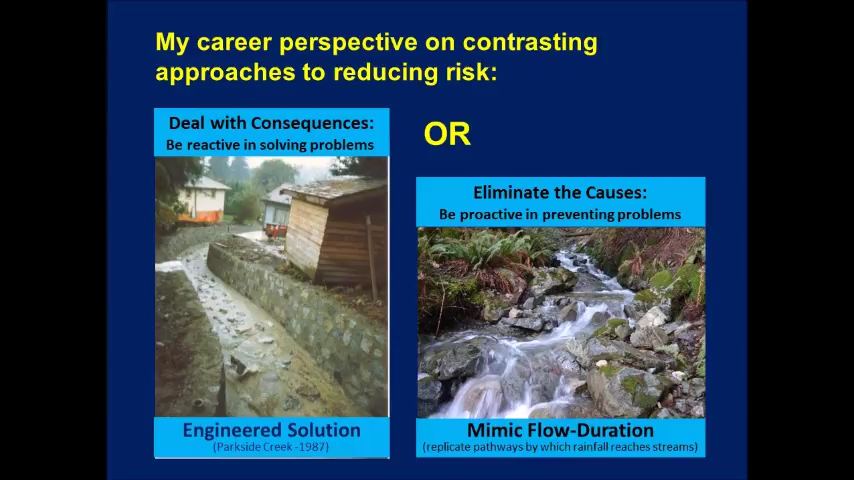 My career perspective on contrasting
approaches to reducing risk:
Deal with Consequences:
Be reactive in solving problems
OR
Eliminate the Causes:
Be proactive in preventing problems
Engineered Solution
(Parkside Creek -1987)
Mimic Flow-Duration
(replicate pathways by which rainfall reaches streams)